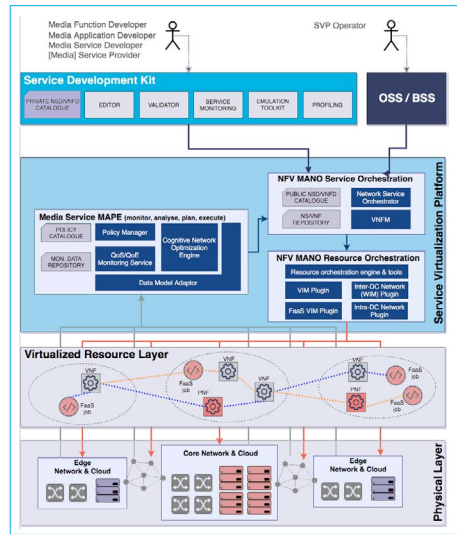 Media Function Developer
Media Application Developer
Media Service Developer
[Media] Service Provider
SVP Operator
Service Development Kit
PRIVATE NSD/VNFD
CATALOGUE
EDITOR
VALIDATOR
SERVICE
MONITORING
EMULATION
TOOLKIT
PROFILING
OSS / BSS
Service Virtualization Platform
NFV MANO Service Orchestration
PUBLIC NSD/VNFD
CATALOGUE
Network Service
Orchestrator
NS/VNF
REPOSITORY
VNFM
Media Service MAPE (monitor, analyse, plan, execute)
POLICY
CATALOGUE
Policy Manager
Cognitive Network
Optimization
Engine
MON. DATA
REPOSITORY
QoS/QoE
Monitoring Service
Data Model Adaptor
NFV MANO Resource Orchestration
Resource orchestration engine & tools
VIM Plugin
Inter-DC Network
(WIM) Plugin
FaaS VIM Plugin
Intra-DC Network
Plugin
Virtualized Resource Layer
VNF
FaaS
job
FaaS
job
VNF
PNF
VNF
VNF
FaaS
job
PNF
FaaS
job
Physical Layer
Edge
Network & Cloud
Core Network & Cloud
Edge
Network & Cloud